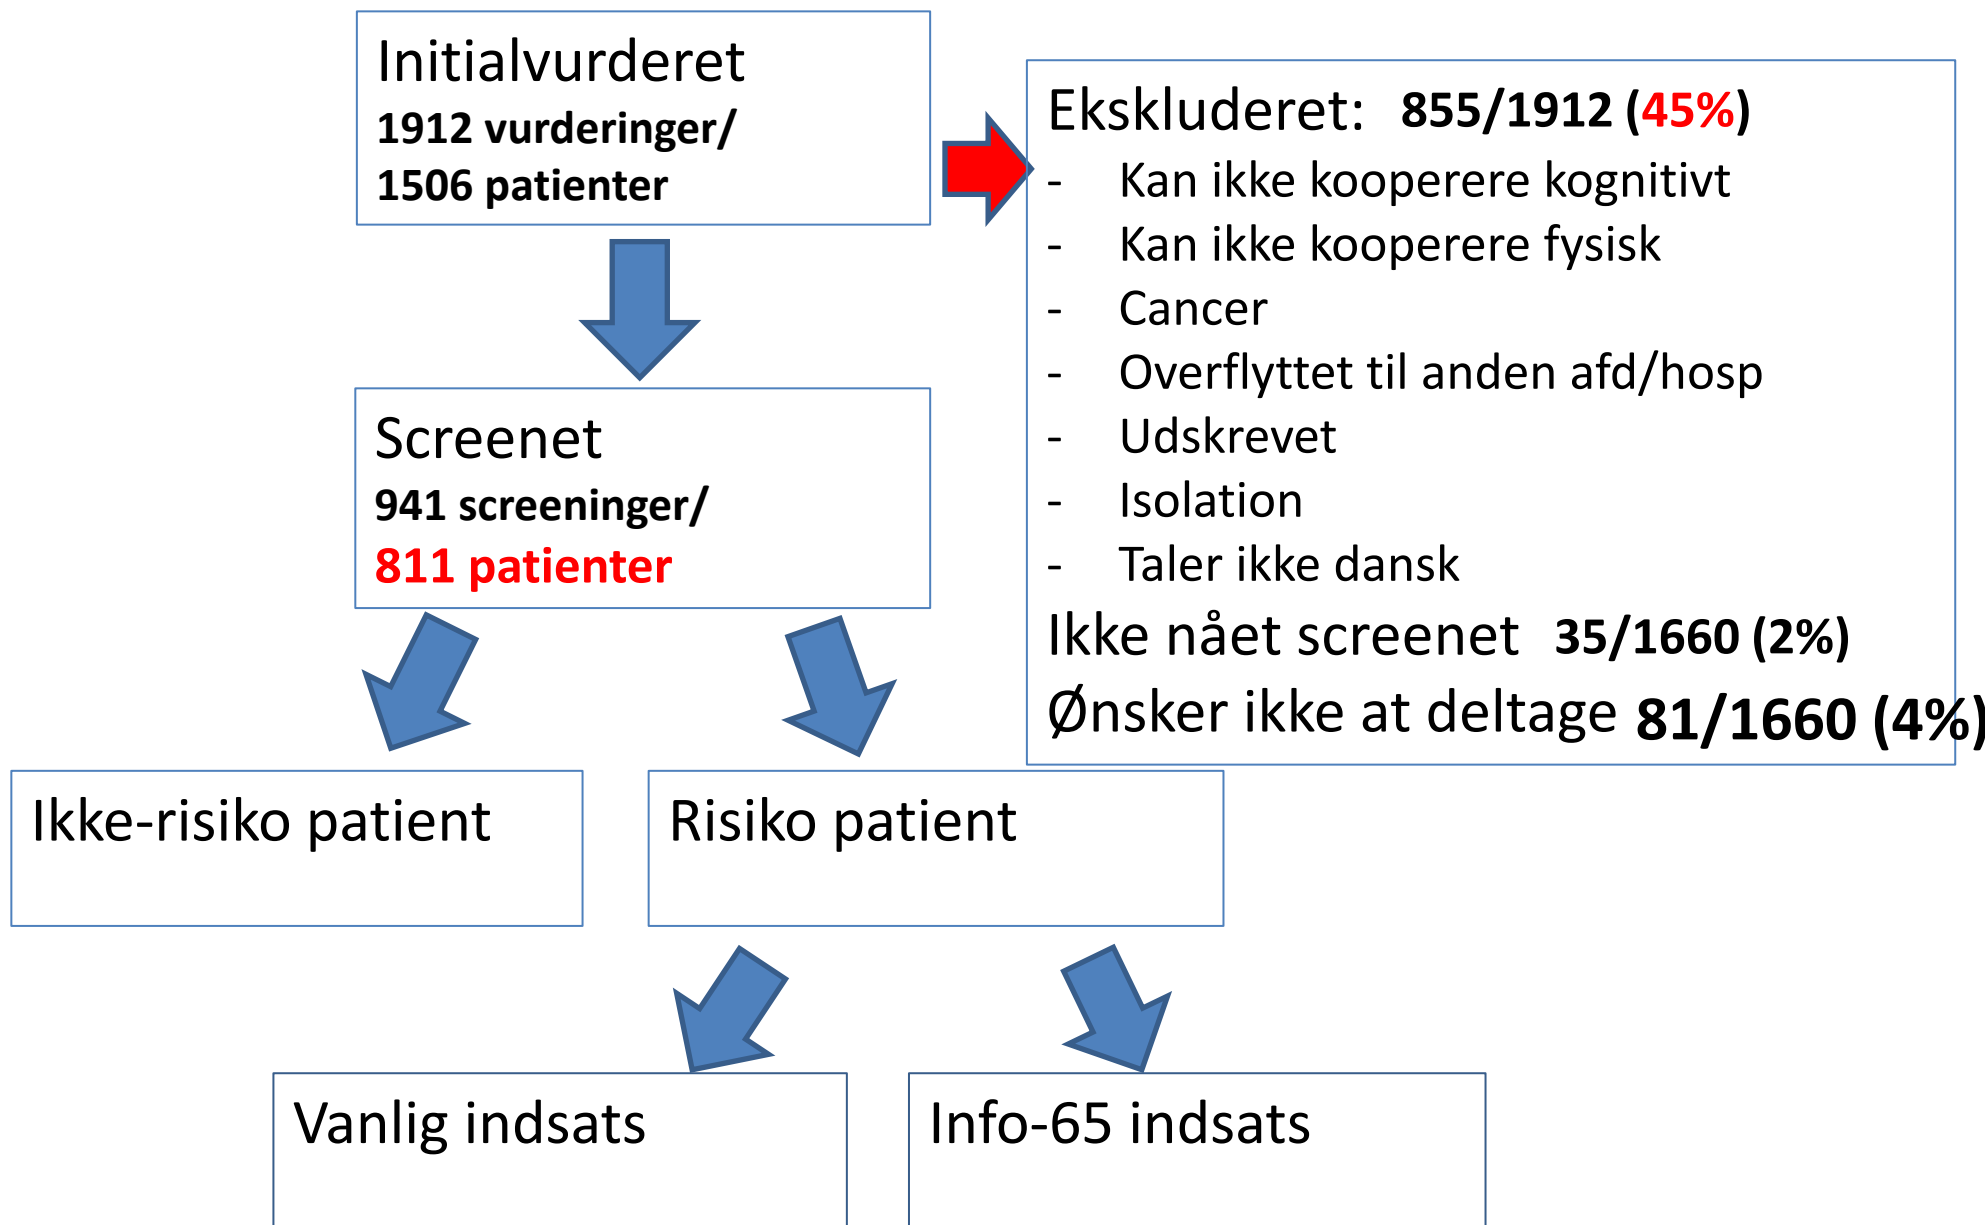 Initialvurderet
1912 vurderinger/
1506 patienter
Ekskluderet: 855/1912 (45%)
- Kan ikke kooperere kognitivt
- Kan ikke kooperere fysisk
- Cancer
- Overflyttet til anden afd/hosp
- Udskrevet
- Isolation
- Taler ikke dansk
Ikke nået screenet 35/1660 (2%)
Ønsker ikke at deltage 81/1660 (4%)
Screenet
941 screeninger/
811 patienter
Ikke-risiko patient
Risiko patient
Vanlig indsats
Info-65 indsats